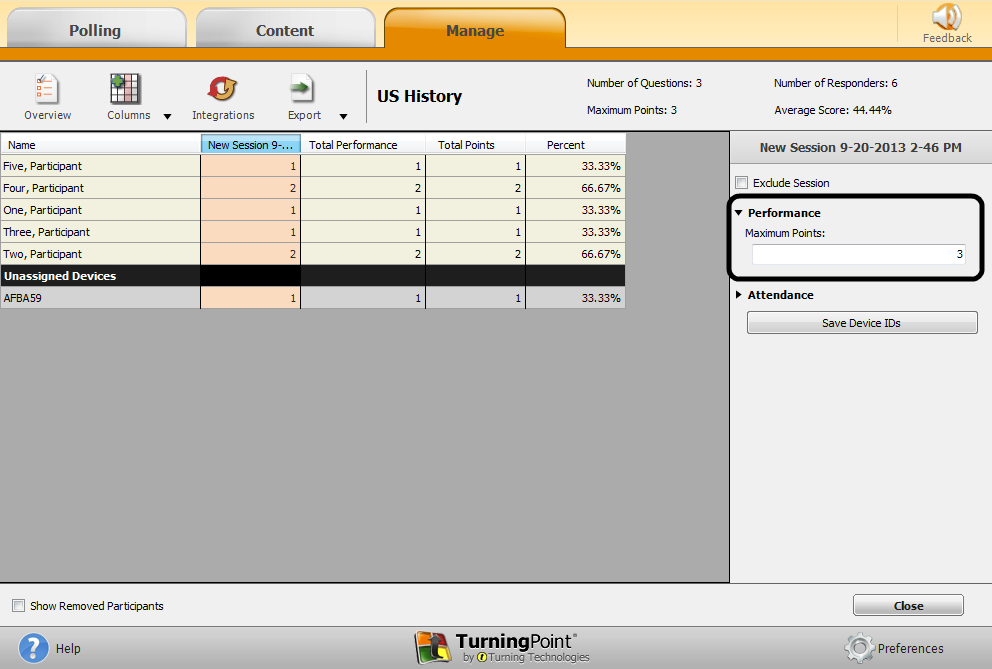 Polling
Content
Manage
Feedback
Overview
Columns
Integrations
Export
US History
Number of Questions: 3
Number of Responders: 6
Maximum Points: 3
Average Score: 44.44%
Name New Session 9-... Total Performance Total Points Percent
Five, Participant 1 1 1 33.33%
Four, Participant 2 2 2 66.67%
One, Participant 1 1 1 33.33%
Three, Participant 1 1 1 33.33%
Two, Participant 2 2 2 66.67%
Unassigned Devices
AFBA59 1 1 1 33.33%
New Session 9-20-2013 2-46 PM
Exclude Session
Performance
Maximum Points:
3
Attendance
Save Device IDs
Show Removed Participants
Close
? Help
TurningPoint®
by Turning Technologies
Preferences